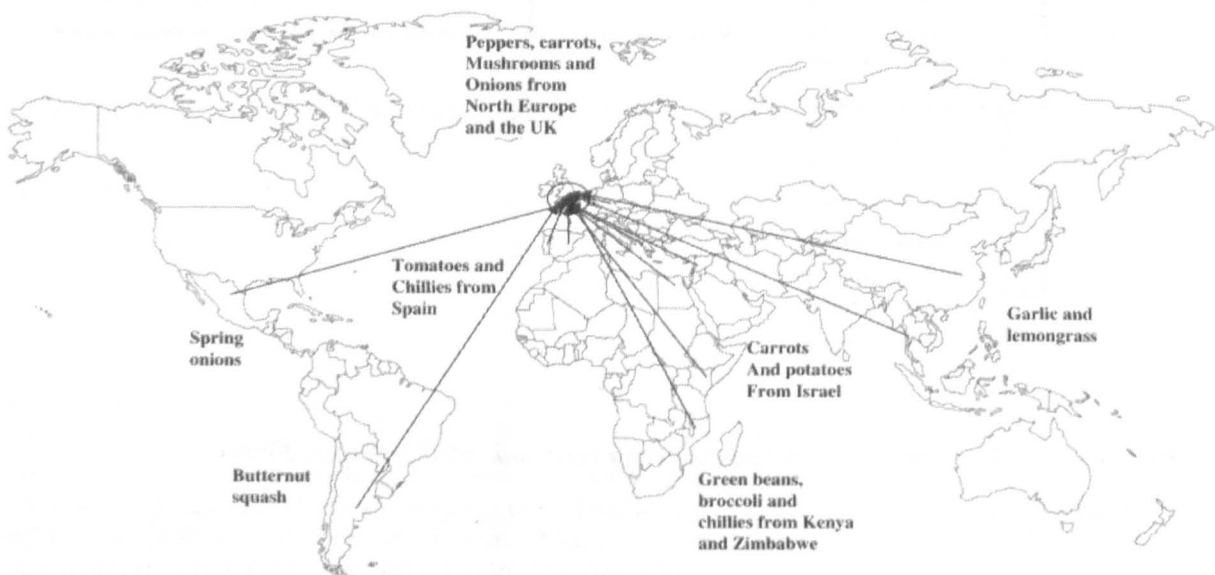 Peppers, carrots,
Mushrooms and
Onions from
North Europe
and the UK
Tomatoes and
Chillies from
Spain
Spring
onions
Garlic and
lemongrass
Carrots
And potatoes
From Israel
Butternut
squash
Green beans,
broccoli and
chillies from Kenya
and Zimbabwe